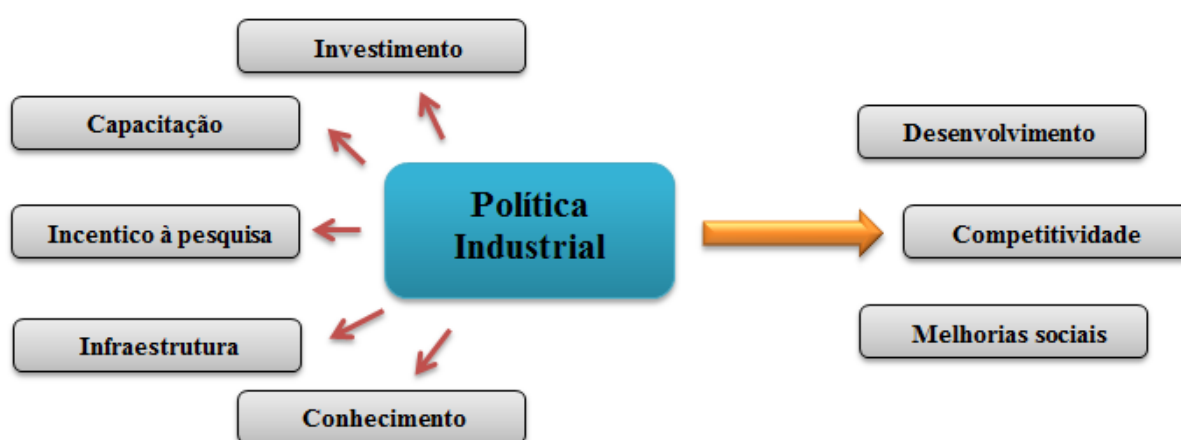 Investimento
Capacitação
Incentico à pesquisa
Infraestrutura
Conhecimento
Política
Industrial
Desenvolvimento
Competitividade
Melhorias sociais